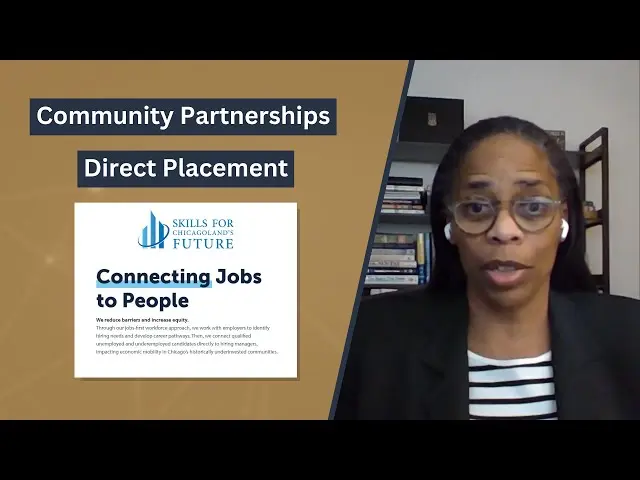 Community Partnerships
Direct Placement
SKILLS FOR
CHICAGOLAND'S
FUTURE
Connecting Jobs
to People
We reduce barriers and increase equity.
Through our jobs-first workforce approach, we work with employers to identify
hiring needs and develop career pathways. Then, we connect qualified
unemployed and underemployed candidates directly to hiring managers,
impacting economic mobility in Chicago's historically underinvested communities.